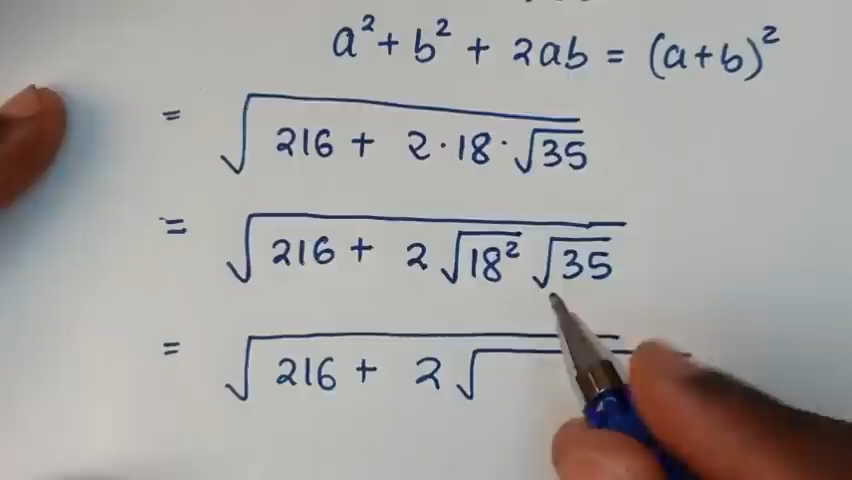 a² + b² + 2ab = (a+b)²
= √(216 + 2·18·√35)
= √(216 + 2√18² √35)
= √(216 + 2√